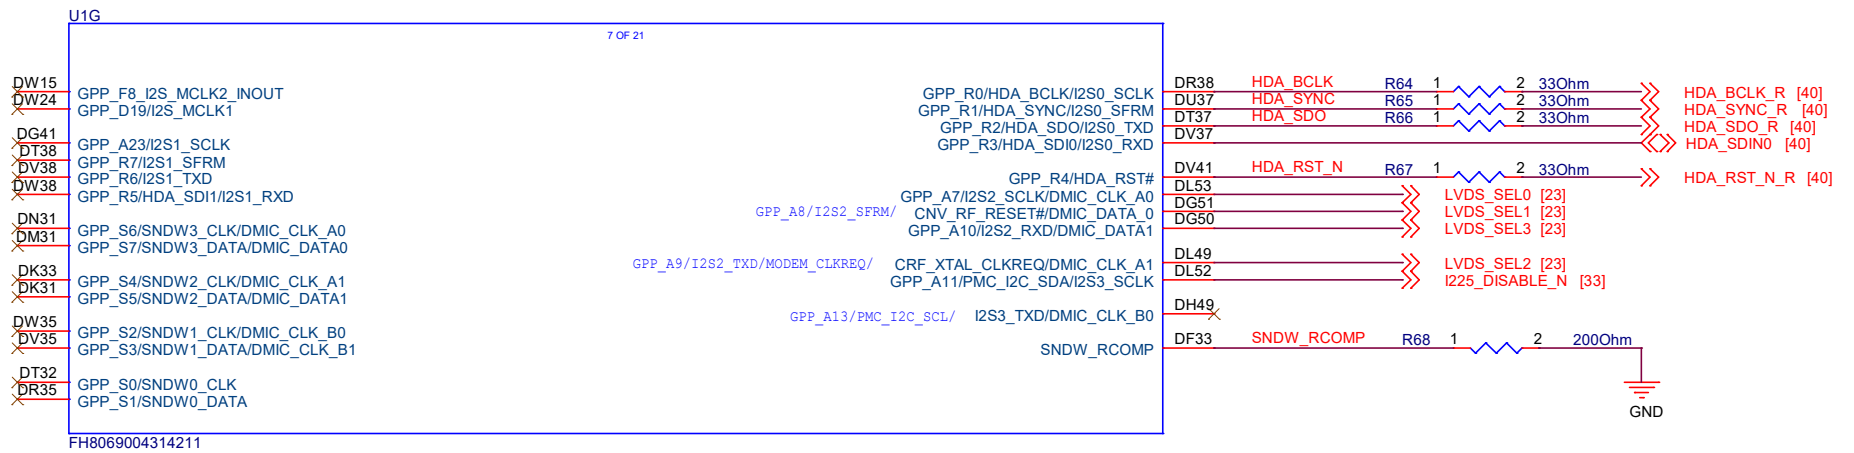 U1G
7 OF 21
DW15 GPP_F8_I2S_MCLK2_INOUT
DW24 GPP_D19/I2S_MCLK1
DG41 GPP_A23/I2S1_SCLK
DT38 GPP_R7/I2S1_SFRM
DV38 GPP_R6/I2S1_TXD
DW38 GPP_R5/HDA_SDI1/I2S1_RXD
DN31 GPP_S6/SNDW3_CLK/DMIC_CLK_A0
DM31 GPP_S7/SNDW3_DATA/DMIC_DATA0
DK33 GPP_S4/SNDW2_CLK/DMIC_CLK_A1
DK31 GPP_S5/SNDW2_DATA/DMIC_DATA1
DW35 GPP_S2/SNDW1_CLK/DMIC_CLK_B0
DV35 GPP_S3/SNDW1_DATA/DMIC_CLK_B1
DT32 GPP_S0/SNDW0_CLK
DR35 GPP_S1/SNDW0_DATA
GPP_R0/HDA_BCLK/I2S0_SCLK DR38 HDA_BCLK R64 1 2 33Ohm HDA_BCLK_R [40]
GPP_R1/HDA_SYNC/I2S0_SFRM DU37 HDA_SYNC R65 1 2 33Ohm HDA_SYNC_R [40]
GPP_R2/HDA_SDO/I2S0_TXD DT37 HDA_SDO R66 1 2 33Ohm HDA_SDO_R [40]
GPP_R3/HDA_SDI0/I2S0_RXD DV37 HDA_SDIN0 [40]
GPP_R4/HDA_RST# DV41 HDA_RST_N R67 1 2 33Ohm HDA_RST_N_R [40]
GPP_A7/I2S2_SCLK/DMIC_CLK_A0 DL53 LVDS_SEL0 [23]
GPP_A8/I2S2_SFRM/ CNV_RF_RESET#/DMIC_DATA_0 DG51 LVDS_SEL1 [23]
GPP_A10/I2S2_RXD/DMIC_DATA1 DG50 LVDS_SEL3 [23]
GPP_A9/I2S2_TXD/MODEM_CLKREQ/ CRF_XTAL_CLKREQ/DMIC_CLK_A1 DL49 LVDS_SEL2 [23]
GPP_A11/PMC_I2C_SDA/I2S3_SCLK DL52 I225_DISABLE_N [33]
GPP_A13/PMC_I2C_SCL/ I2S3_TXD/DMIC_CLK_B0 DH49
SNDW_RCOMP DF33 SNDW_RCOMP R68 1 2 200Ohm
GND
FH8069004314211